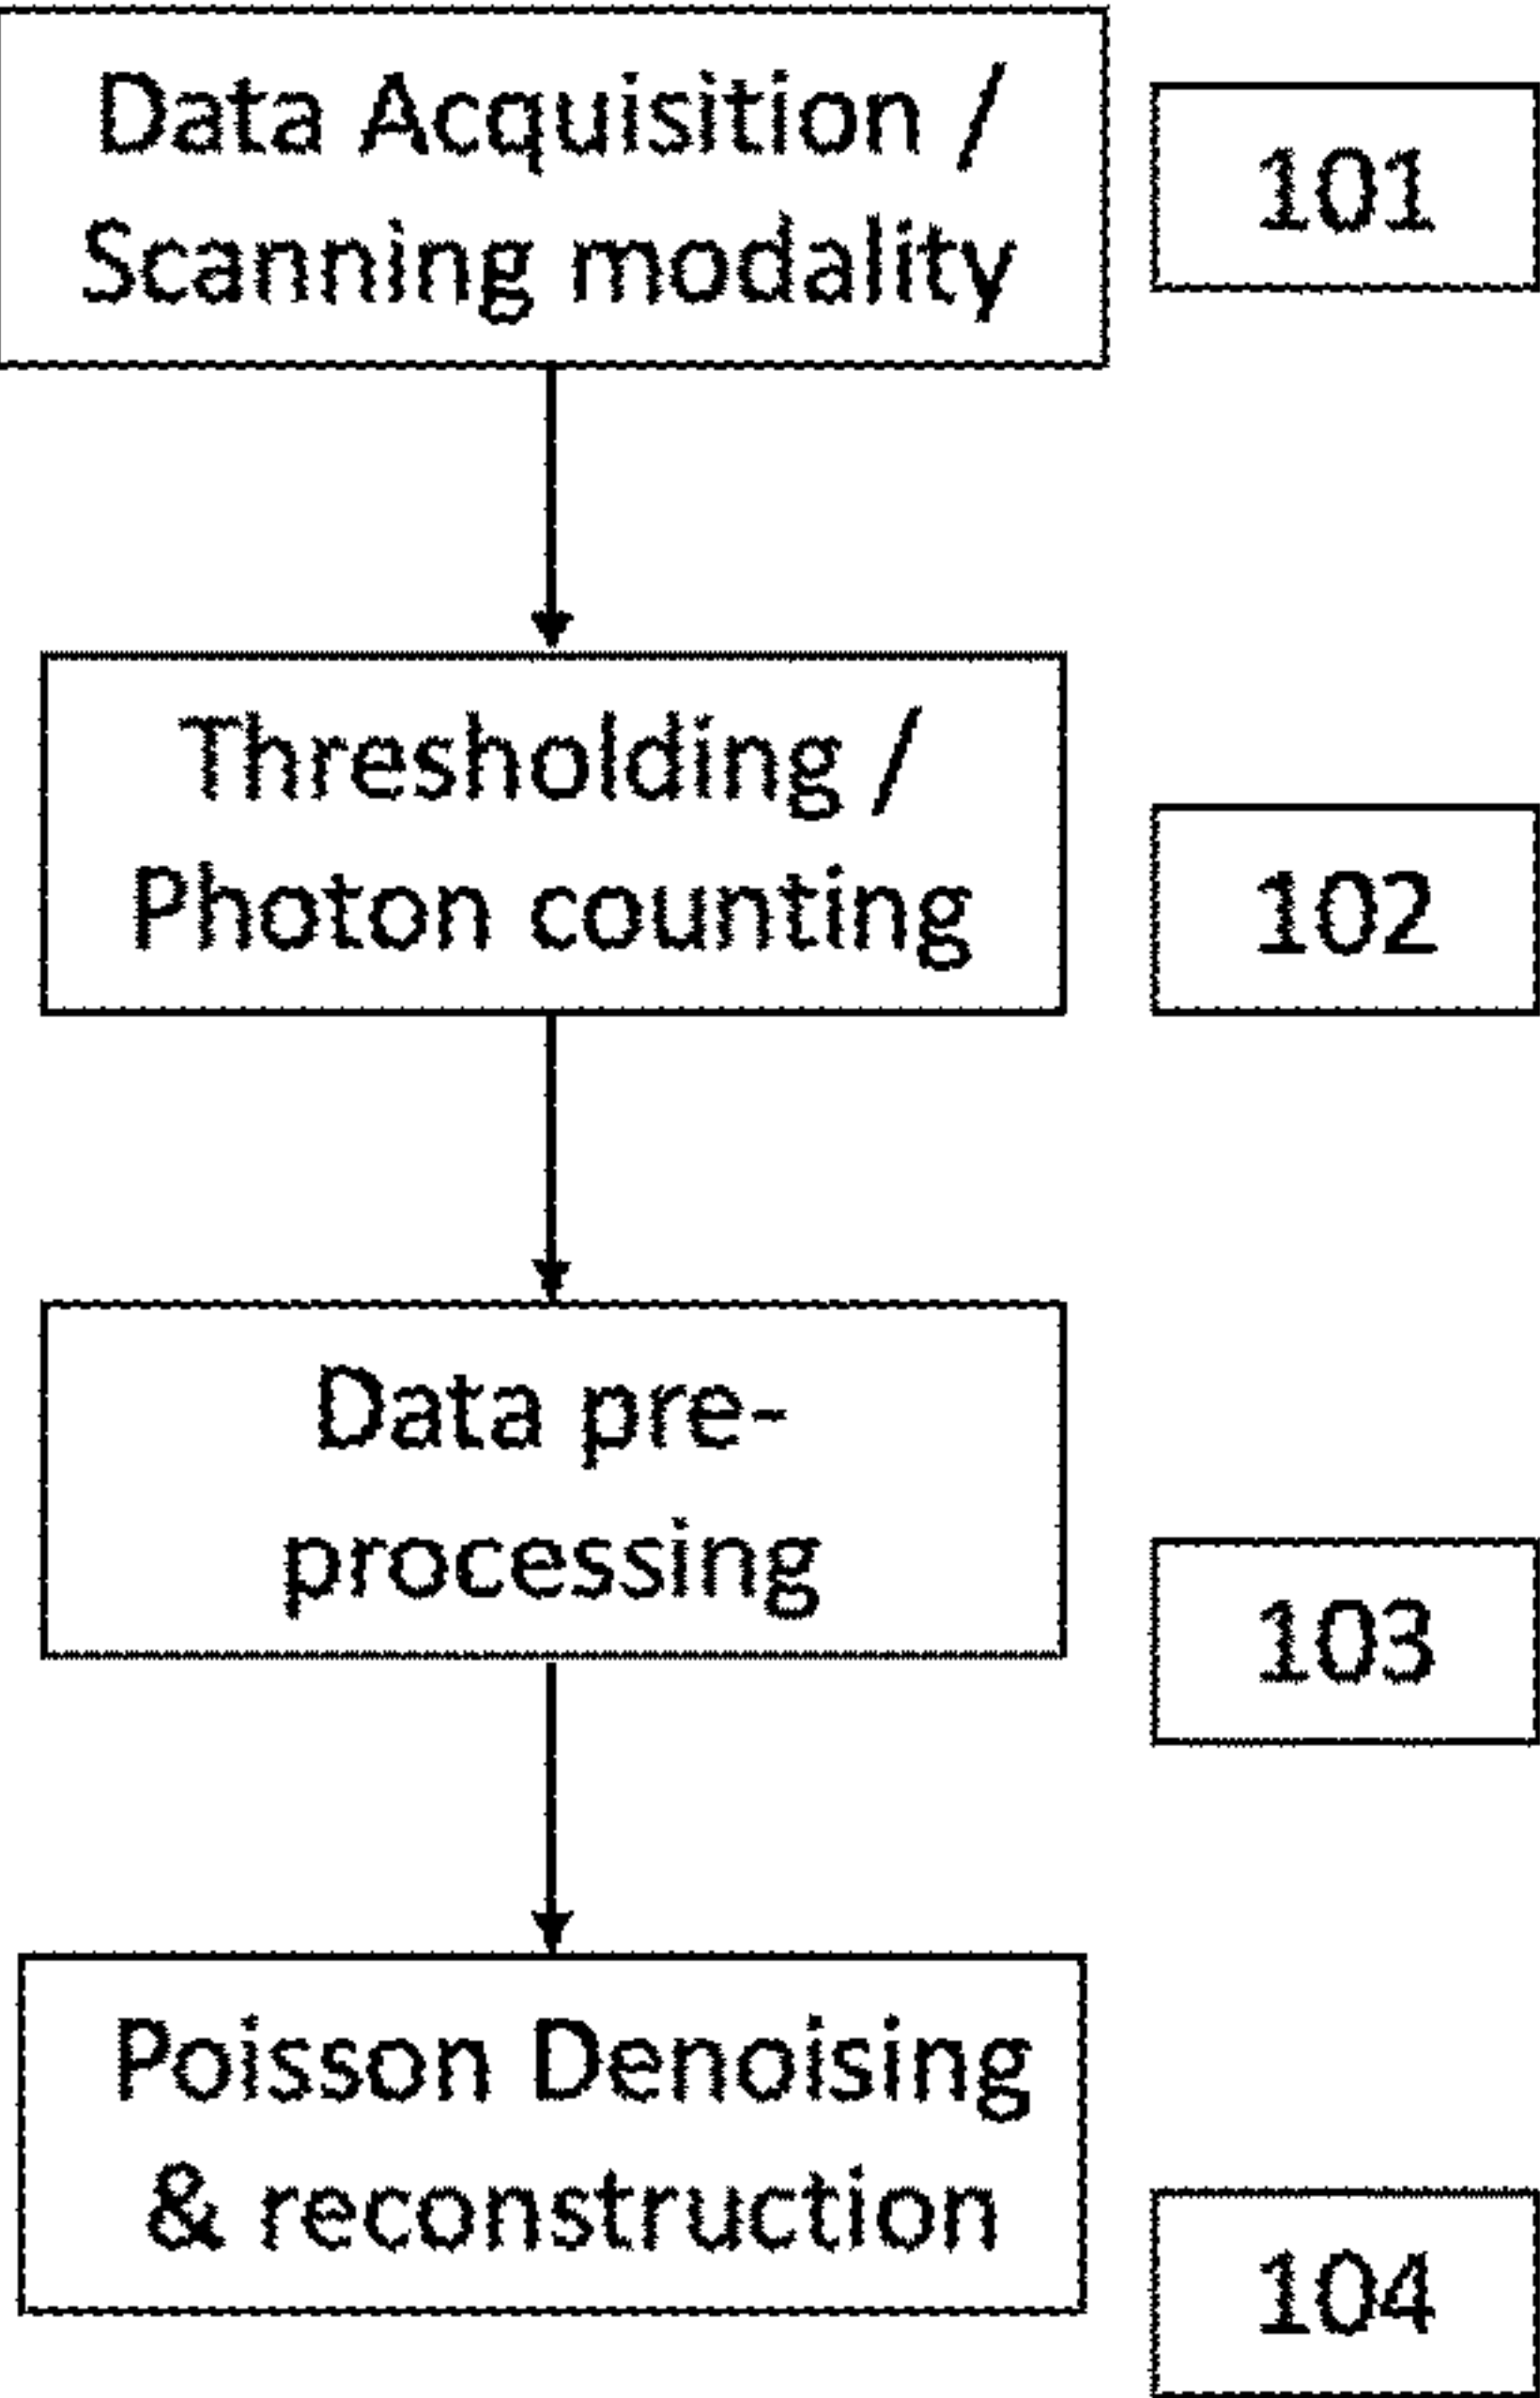 Data Acquisition /
Scanning modality
101
Thresholding /
Photon counting
102
Data pre-
processing
103
Poisson Denoising
& reconstruction
104